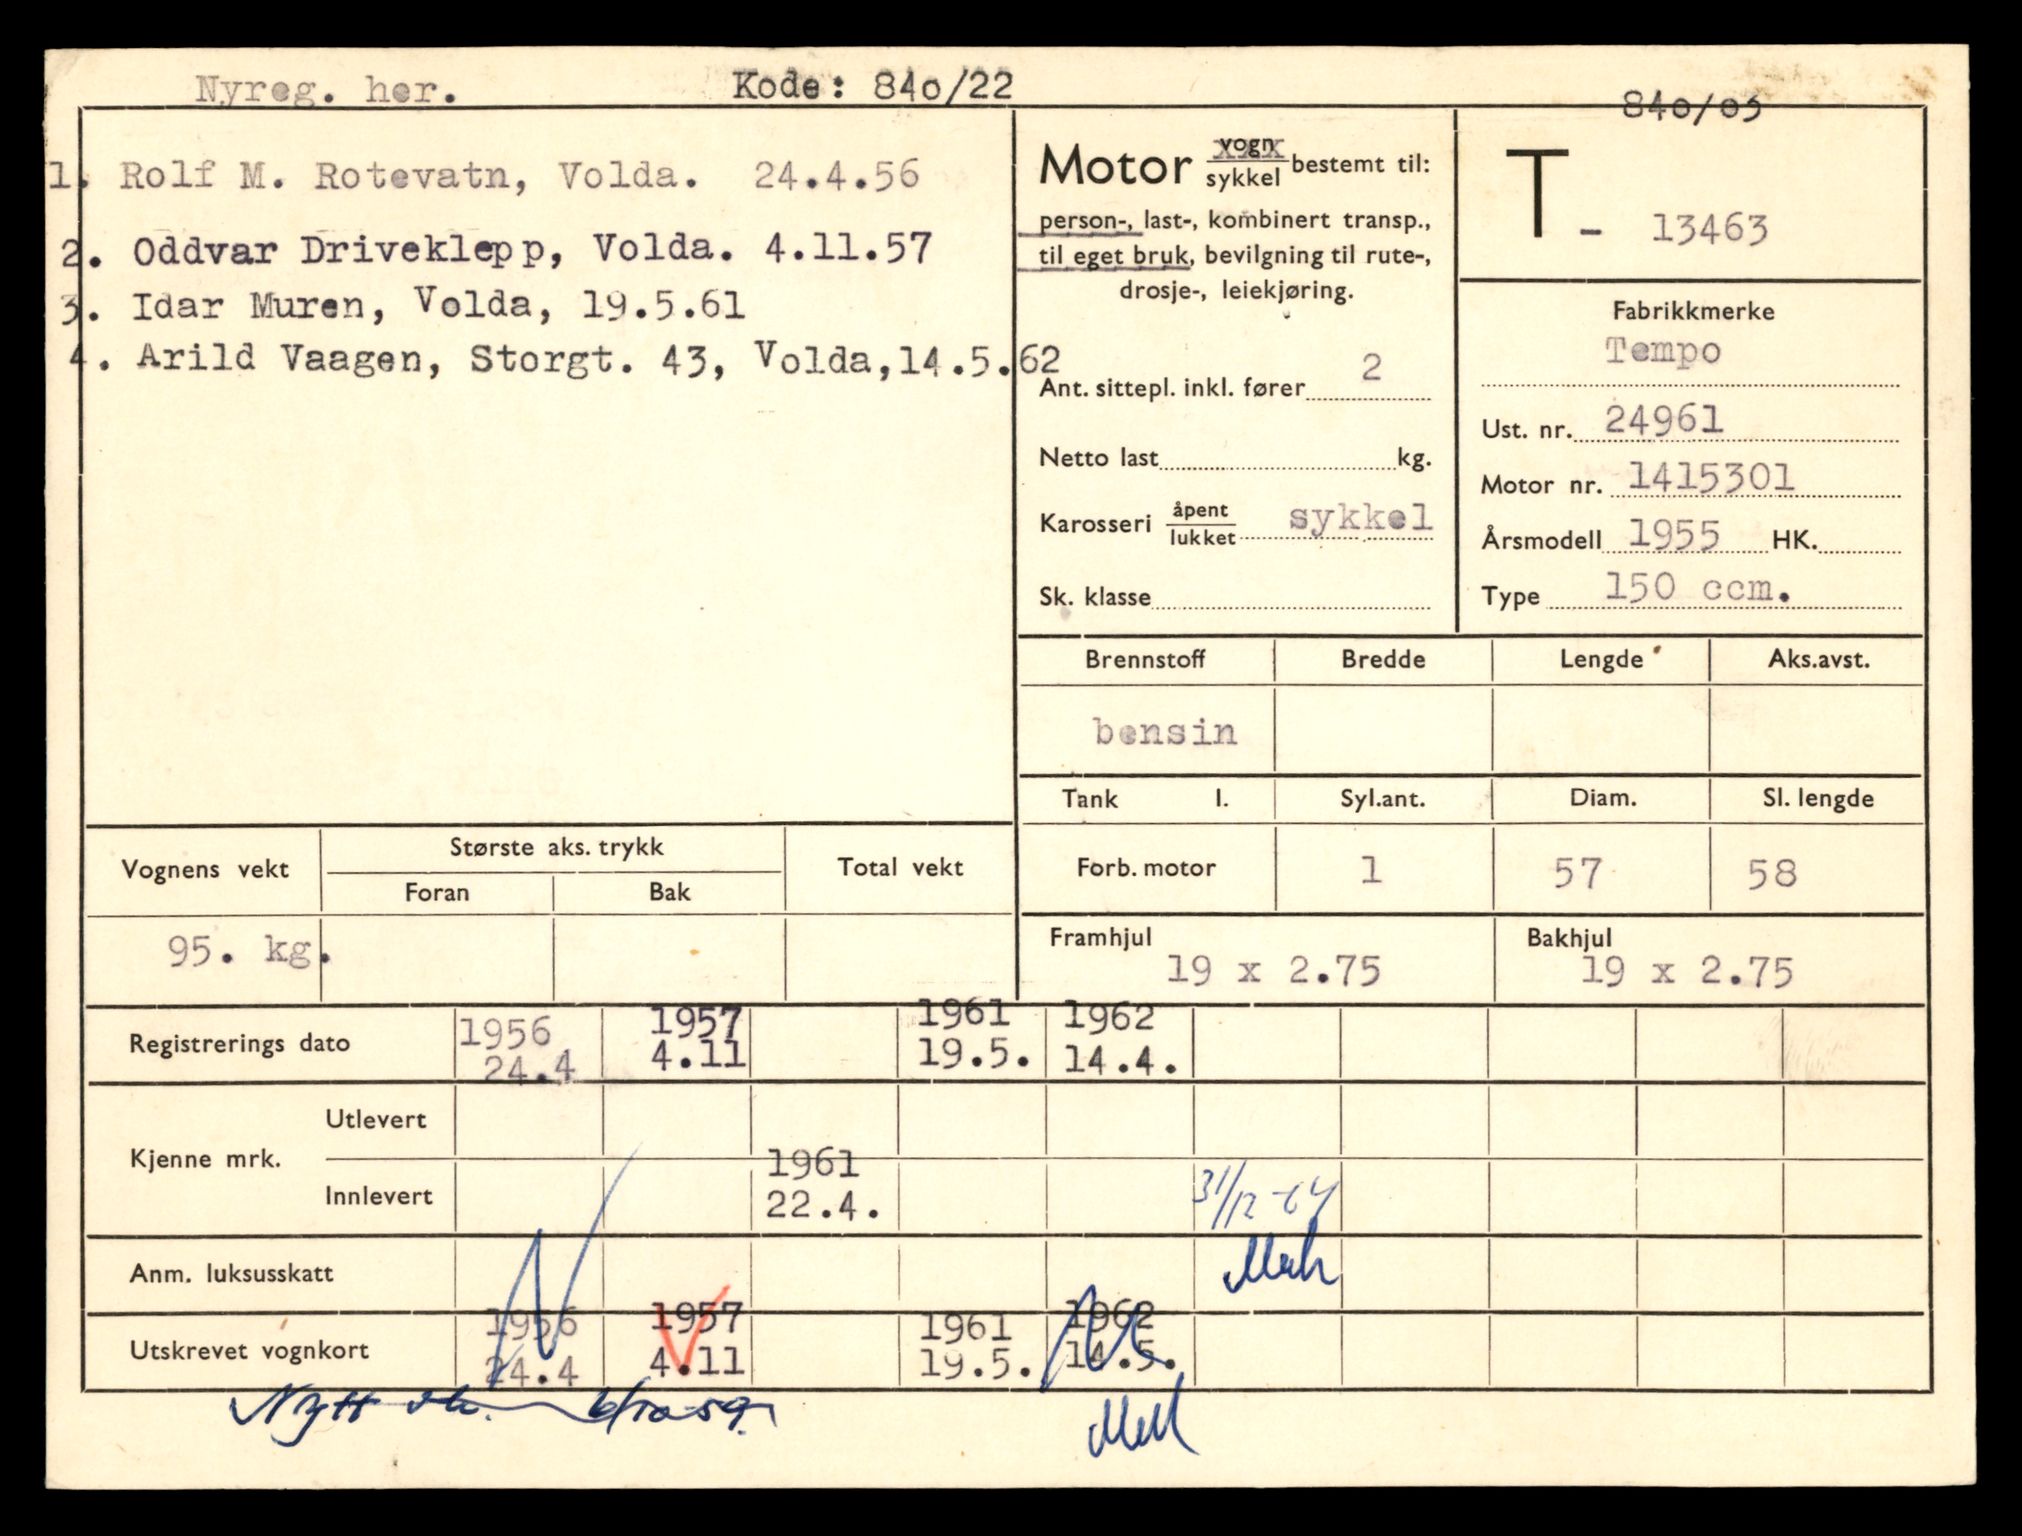 Nyreg. her.
Kode: 840/22
840/03
1. Rolf M. Rotevatn, Volda. 24.4.56
2. Oddvar Driveklepp, Volda. 4.11.57
3. Idar Muren, Volda, 19.5.61
4. Arild Vaagen, Storgt. 43, Volda,14.5.62
Motor vogn sykkel bestemt til:
person-, last-, kombinert transp.,
til eget bruk, bevilgning til rute-,
drosje-, leiekjøring.
Ant. sittepl. inkl. fører 2
Netto last kg.
Karosseri åpent lukket sykkel
Sk. klasse
T - 13463
Fabrikkmerke
Tempo
Ust. nr. 24961
Motor nr. 1415301
Årsmodell 1955 HK.
Type 150 ccm.
Brennstoff Bredde Lengde Aks.avst.
bensin
Tank l. Syl.ant. Diam. Sl. lengde
Forb. motor 1 57 58
Framhjul Bakhjul
19 x 2.75 19 x 2.75
Vognens vekt Største aks. trykk Total vekt
Foran Bak
95. kg.
Registrerings dato
1956 1957 1961 1962
24.4 4.11 19.5. 14.4.
Kjenne mrk.
Utlevert
Innlevert
1961
22.4.
31/12-64
Anm. luksusskatt
Utskrevet vognkort
1956 1957 1961 1962
24.4 4.11 19.5. 14.5.
Nytt 6/10-59.